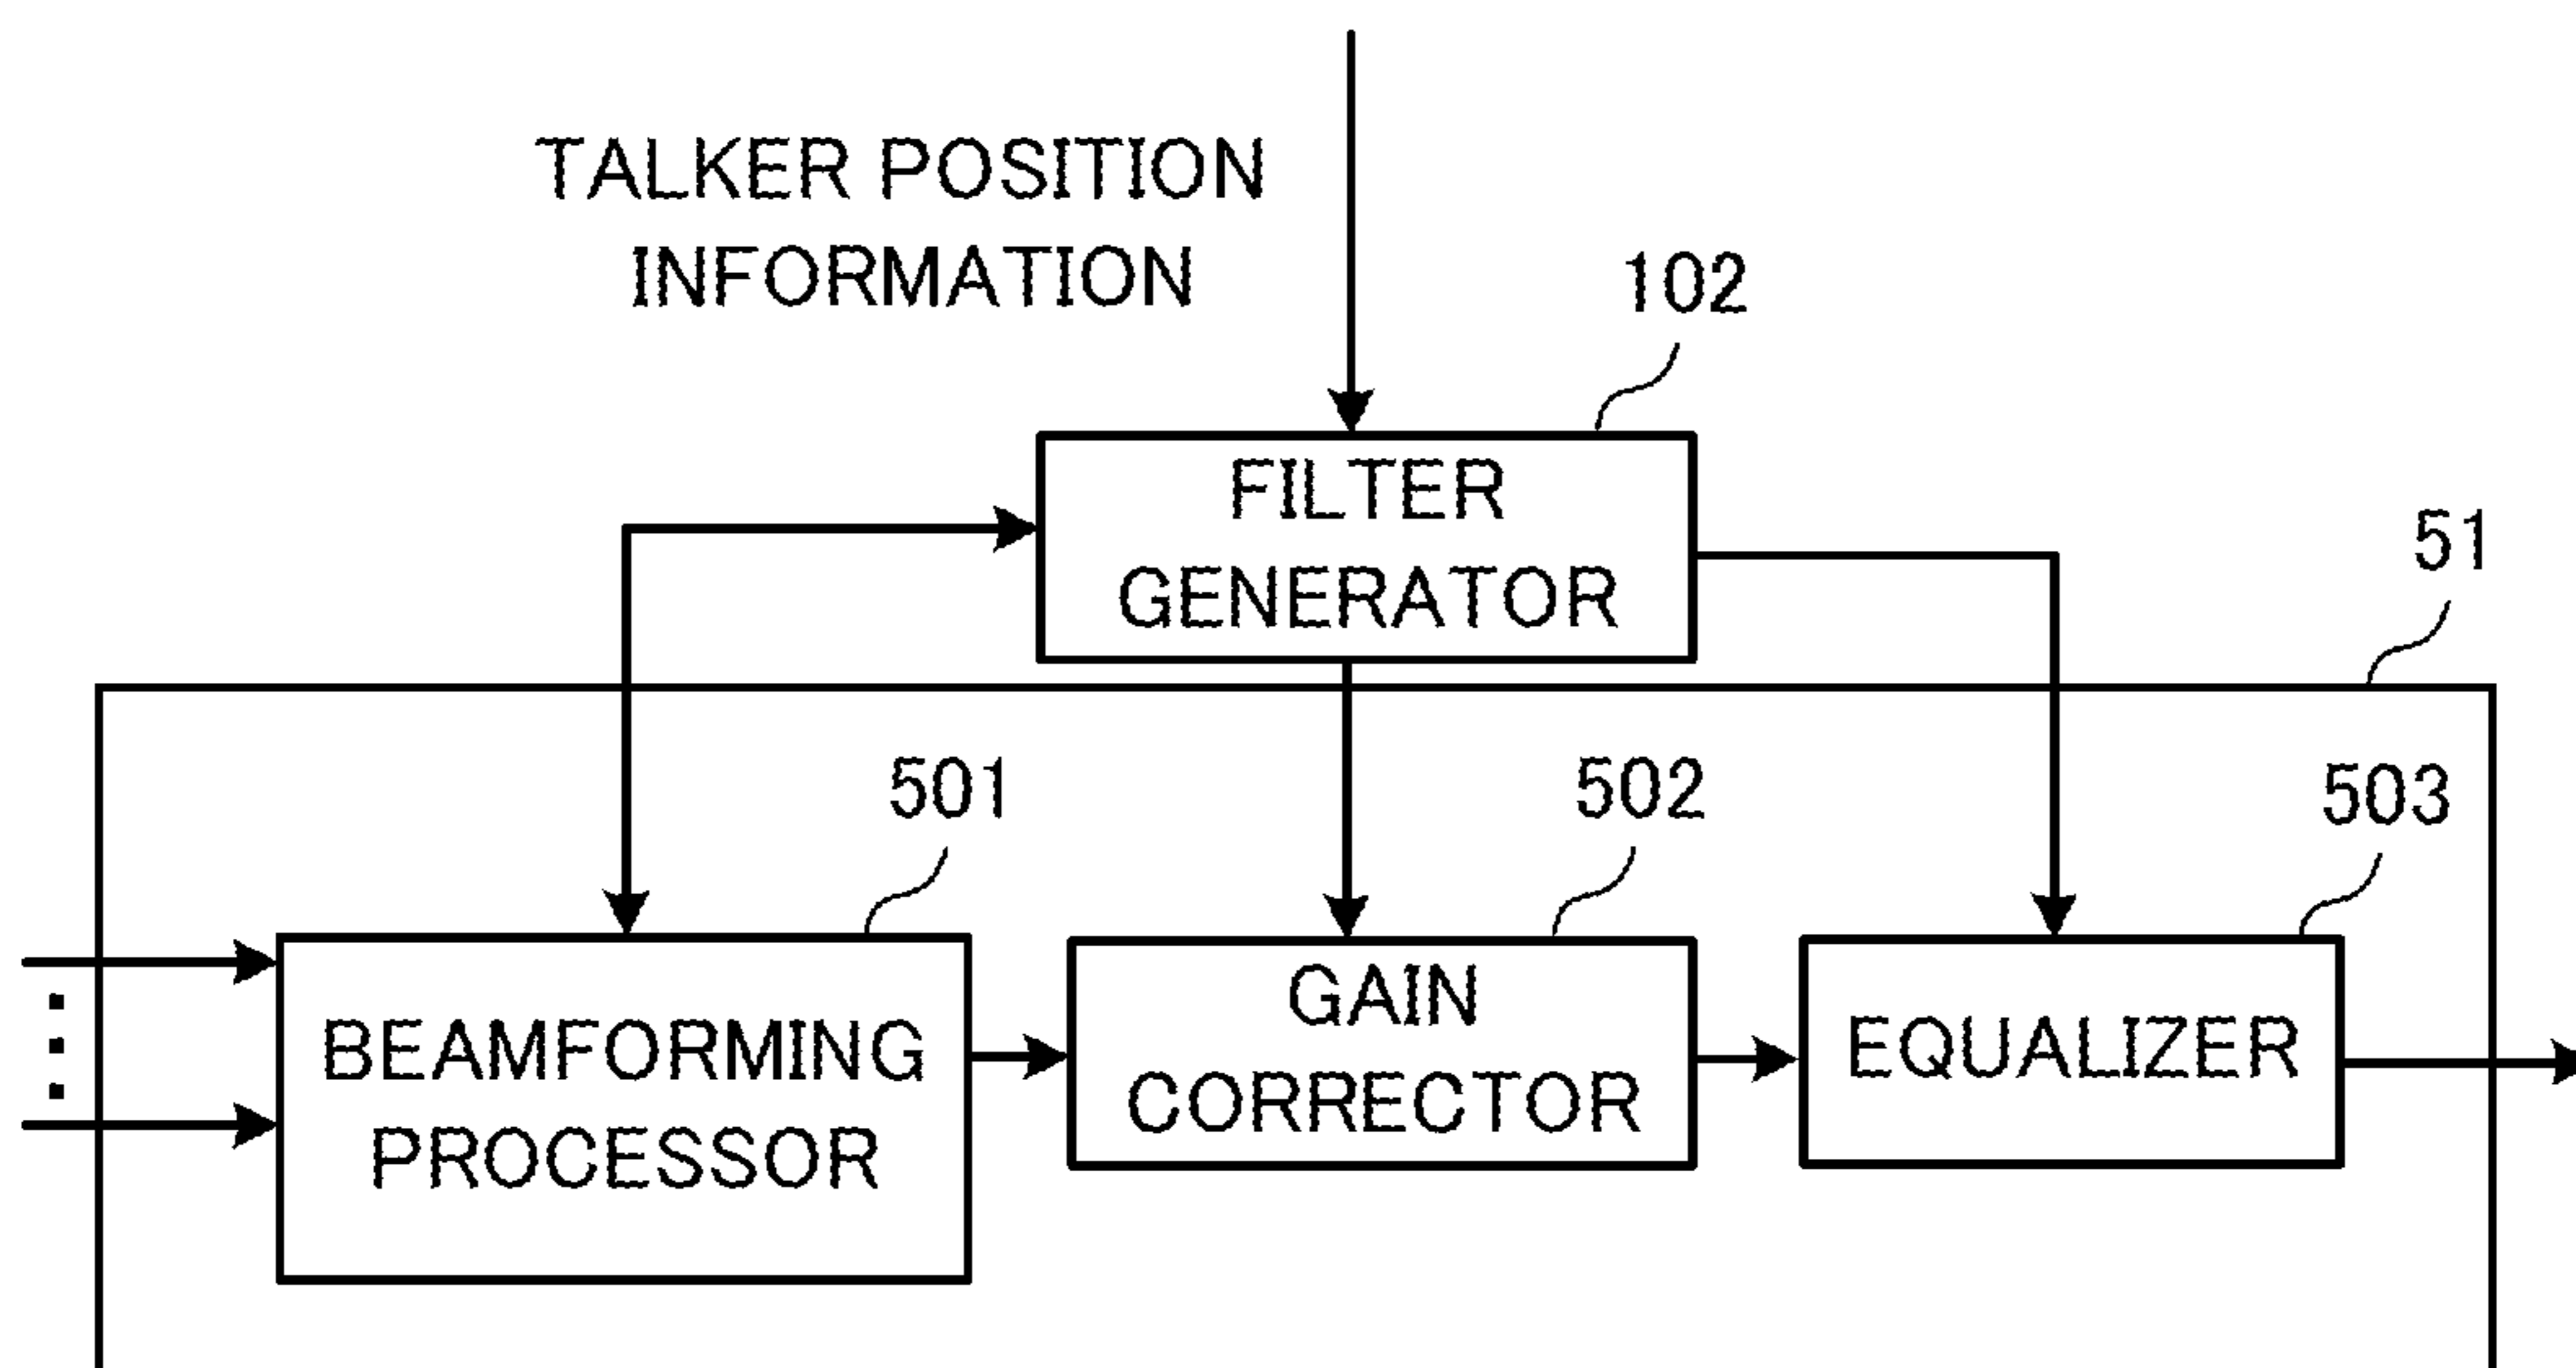 TALKER POSITION
INFORMATION
102
FILTER
GENERATOR
51
501
502
503
BEAMFORMING
PROCESSOR
GAIN
CORRECTOR
EQUALIZER